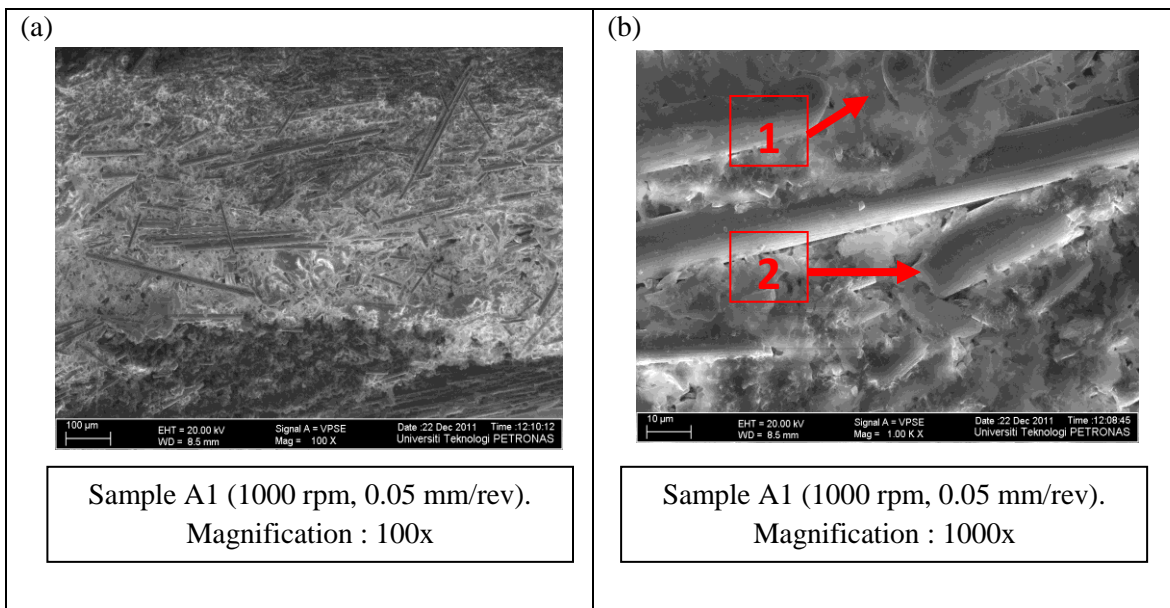 (a)
100 µm
EHT = 20.00 kV
WD = 8.5 mm
Signal A = VPSE
Mag = 100 X
Date :22 Dec 2011 Time :12:10:12
Universiti Teknologi PETRONAS
Sample A1 (1000 rpm, 0.05 mm/rev).
Magnification : 100x
(b)
1
2
10 µm
EHT = 20.00 kV
WD = 8.5 mm
Signal A = VPSE
Mag = 1.00 K X
Date :22 Dec 2011 Time :12:08:45
Universiti Teknologi PETRONAS
Sample A1 (1000 rpm, 0.05 mm/rev).
Magnification : 1000x